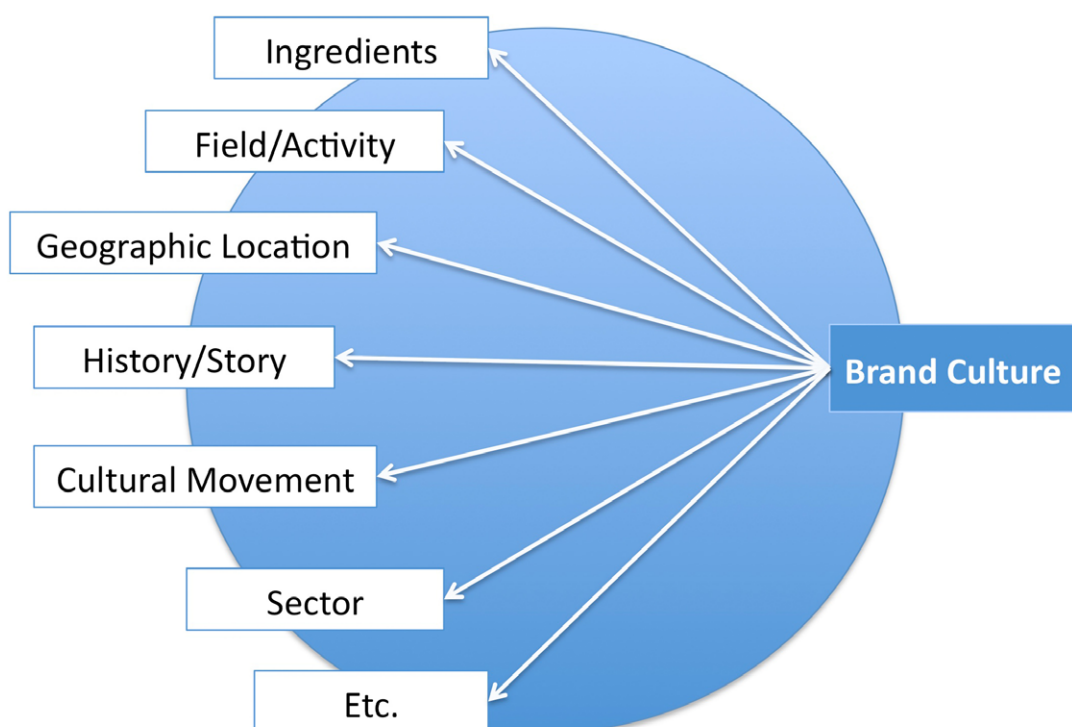 Ingredients
Field/Activity
Geographic Location
History/Story
Brand Culture
Cultural Movement
Sector
Etc.